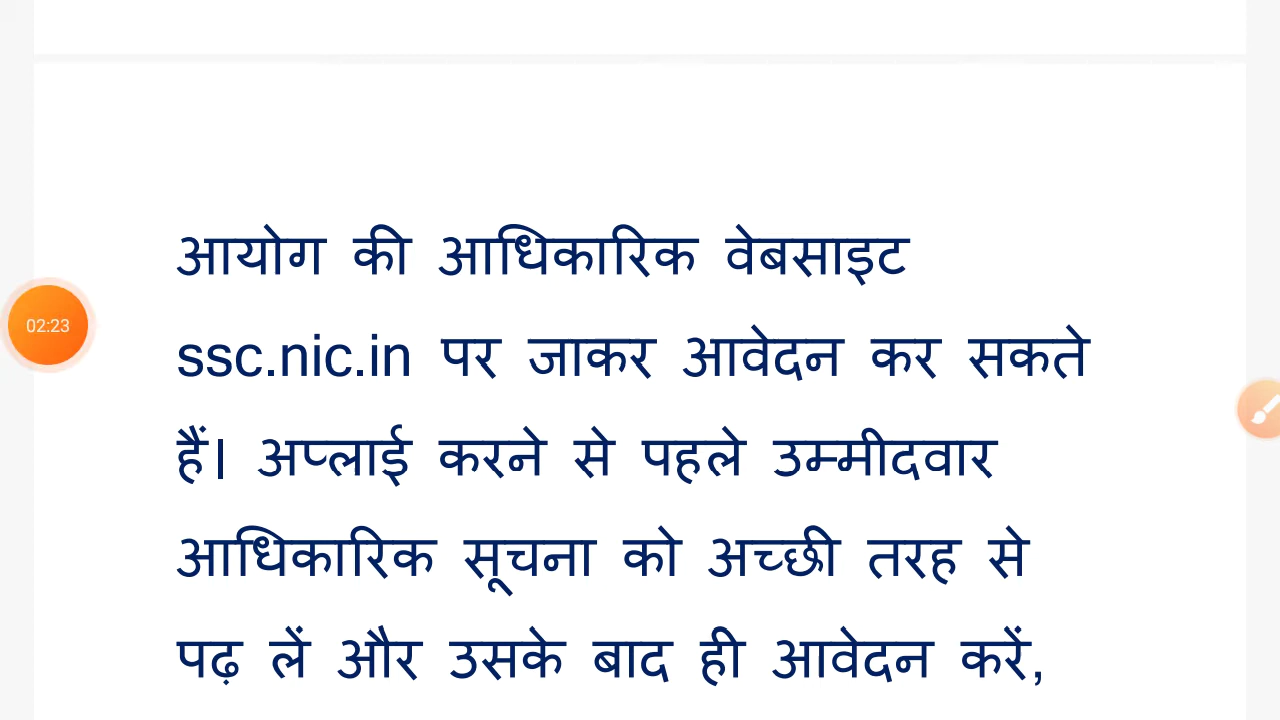 आयोग की आधिकारिक वेबसाइट
ssc.nic.in पर जाकर आवेदन कर सकते
हैं। अप्लाई करने से पहले उम्मीदवार
आधिकारिक सूचना को अच्छी तरह से
पढ़ लें और उसके बाद ही आवेदन करें,
02:23